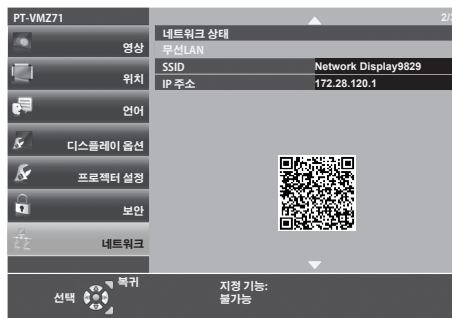 PT-VMZ71
2/2
영상
위치
언어
디스플레이 옵션
프로젝터 설정
보안
네트워크
네트워크 상태
무선LAN
SSID Network Display9829
IP 주소 172.28.120.1
선택
복귀
지정 기능:
불가능